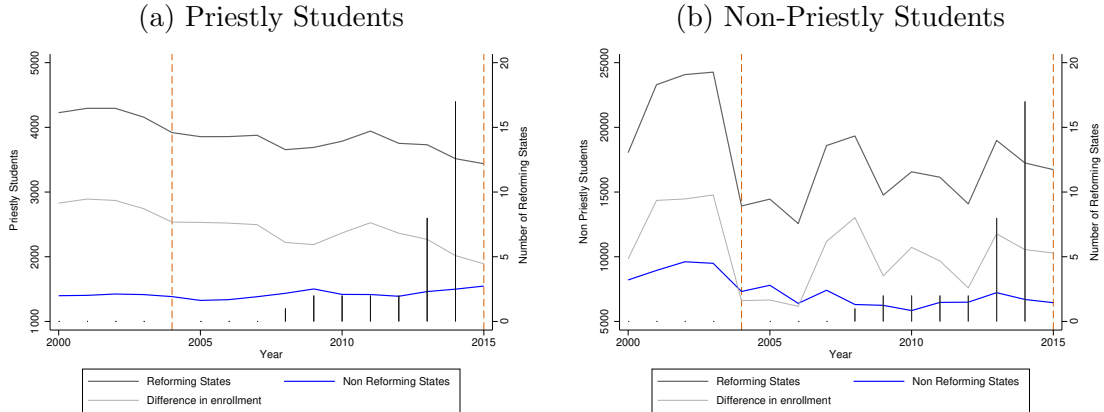 (a) Priestly Students
5000
4000
3000
2000
1000
Priestly Students
20
15
10
5
0
Number of Reforming States
2000
2005
2010
2015
Year
Reforming States
Non Reforming States
Difference in enrollment
(b) Non-Priestly Students
25000
20000
15000
10000
5000
Non Priestly Students
20
15
10
5
0
Number of Reforming States
2000
2005
2010
2015
Year
Reforming States
Non Reforming States
Difference in enrollment